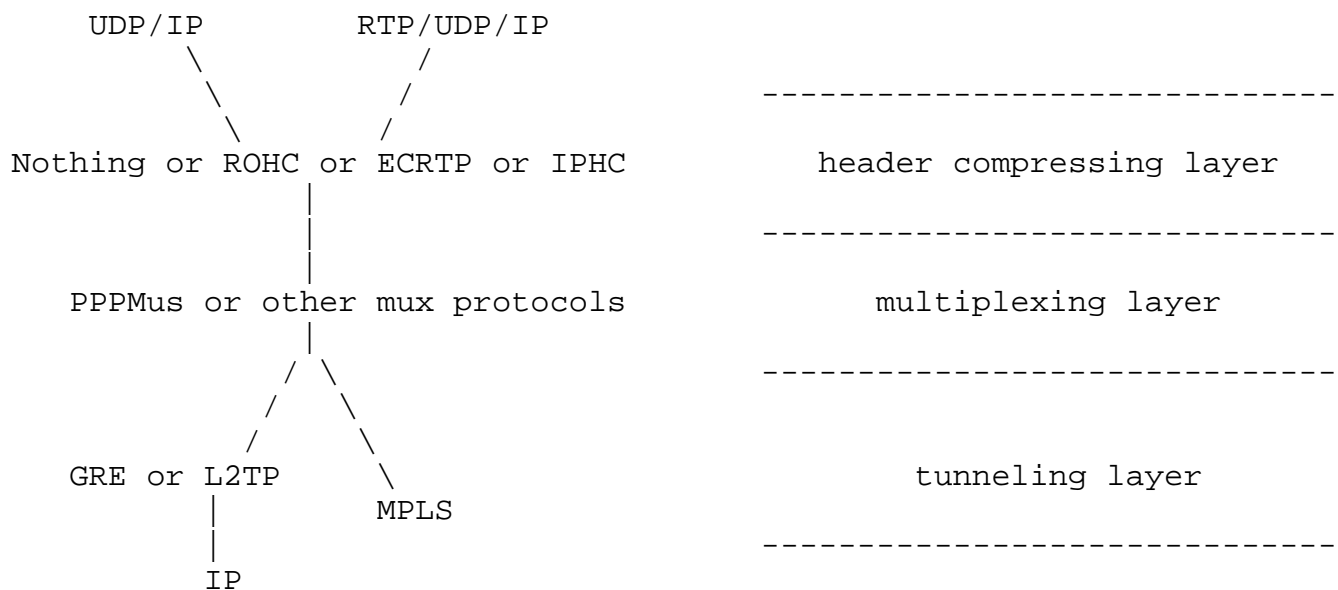 UDP/IP RTP/UDP/IP
Nothing or ROHC or ECRTP or IPHC header compressing layer
PPPMus or other mux protocols multiplexing layer
GRE or L2TP tunneling layer
MPLS
IP